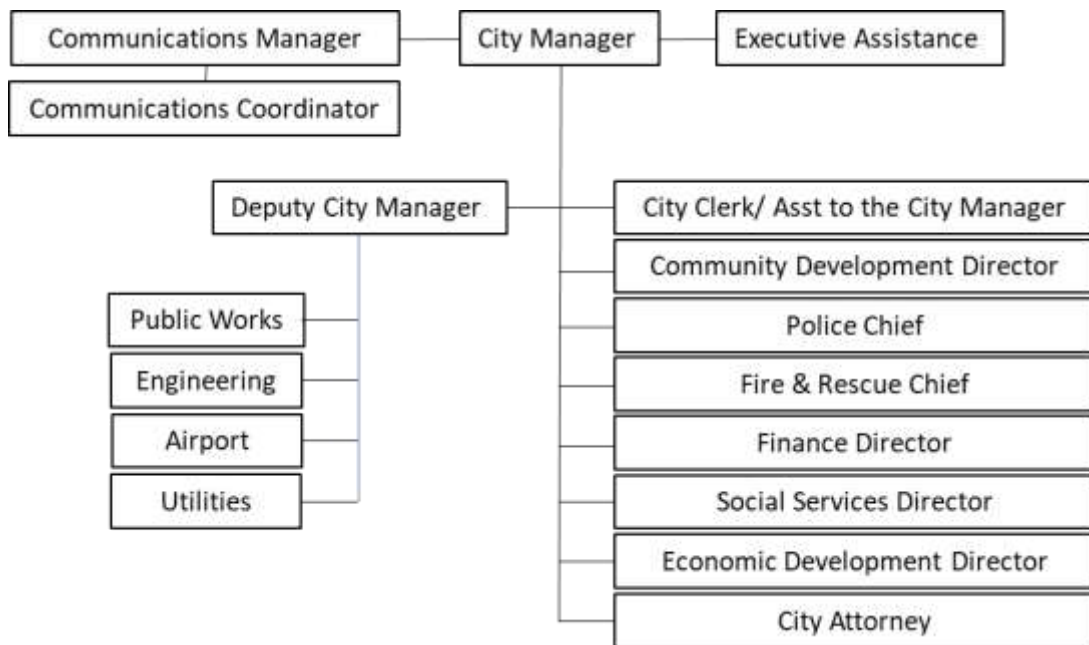 Communications Manager
City Manager
Executive Assistance
Communications Coordinator
Deputy City Manager
City Clerk/ Asst to the City Manager
Community Development Director
Public Works
Police Chief
Engineering
Fire & Rescue Chief
Airport
Finance Director
Utilities
Social Services Director
Economic Development Director
City Attorney